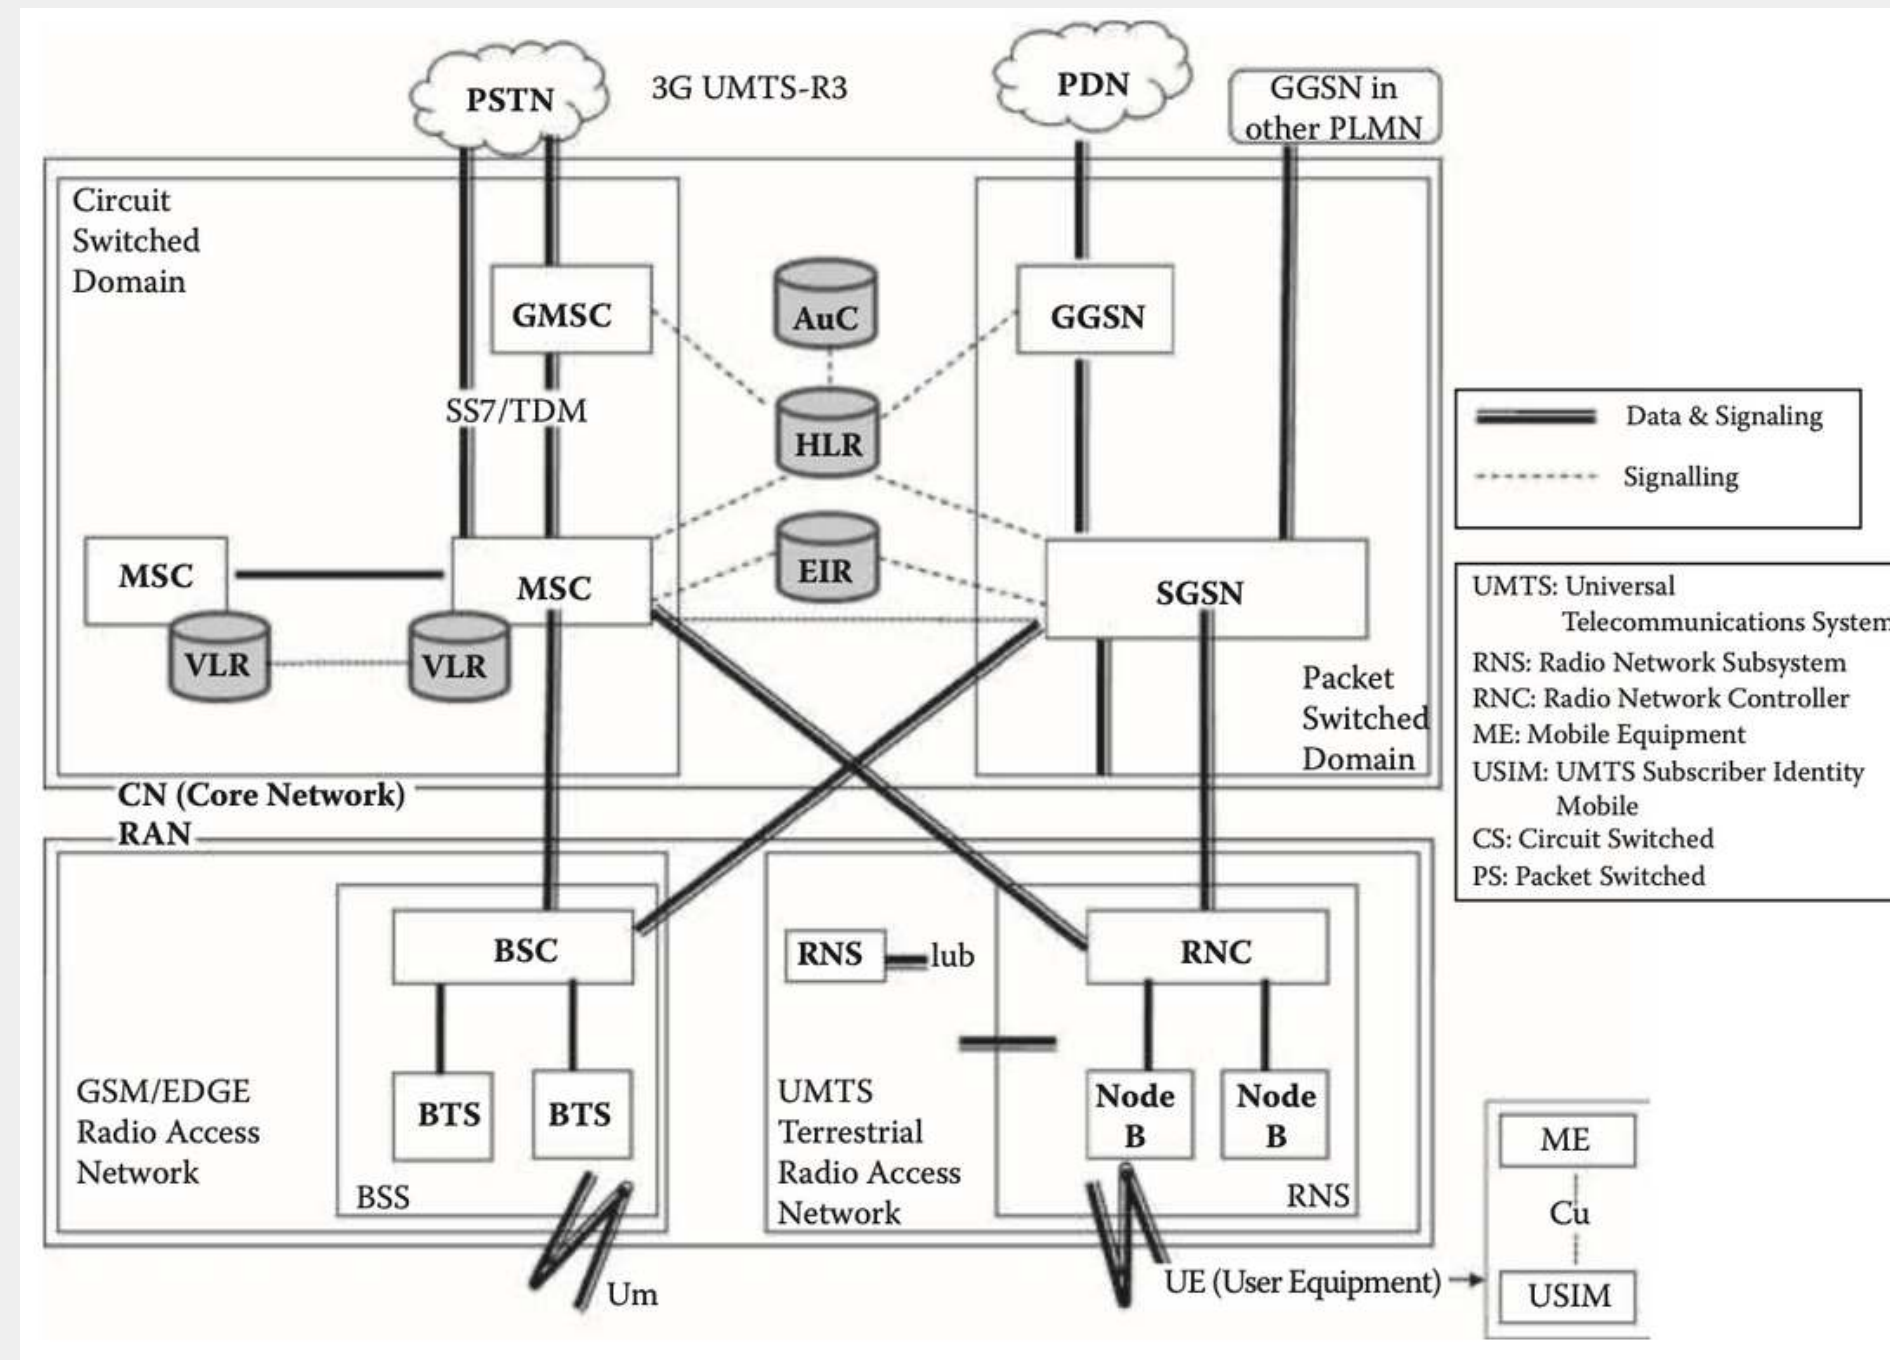 PSTN
3G UMTS-R3
PDN
GGSN in
other PLMN
Circuit
Switched
Domain
GMSC
AuC
GGSN
SS7/TDM
HLR
Data & Signaling
Signalling
MSC
MSC
EIR
SGSN
VLR
VLR
Packet
Switched
Domain
UMTS: Universal
Telecommunications System
RNS: Radio Network Subsystem
RNC: Radio Network Controller
ME: Mobile Equipment
USIM: UMTS Subscriber Identity
Mobile
CS: Circuit Switched
PS: Packet Switched
CN (Core Network)
RAN
BSC
RNS
lub
RNC
GSM/EDGE
Radio Access
Network
BTS
BTS
BSS
UMTS
Terrestrial
Radio Access
Network
Node
B
Node
B
RNS
Um
UE (User Equipment)
ME
Cu
USIM